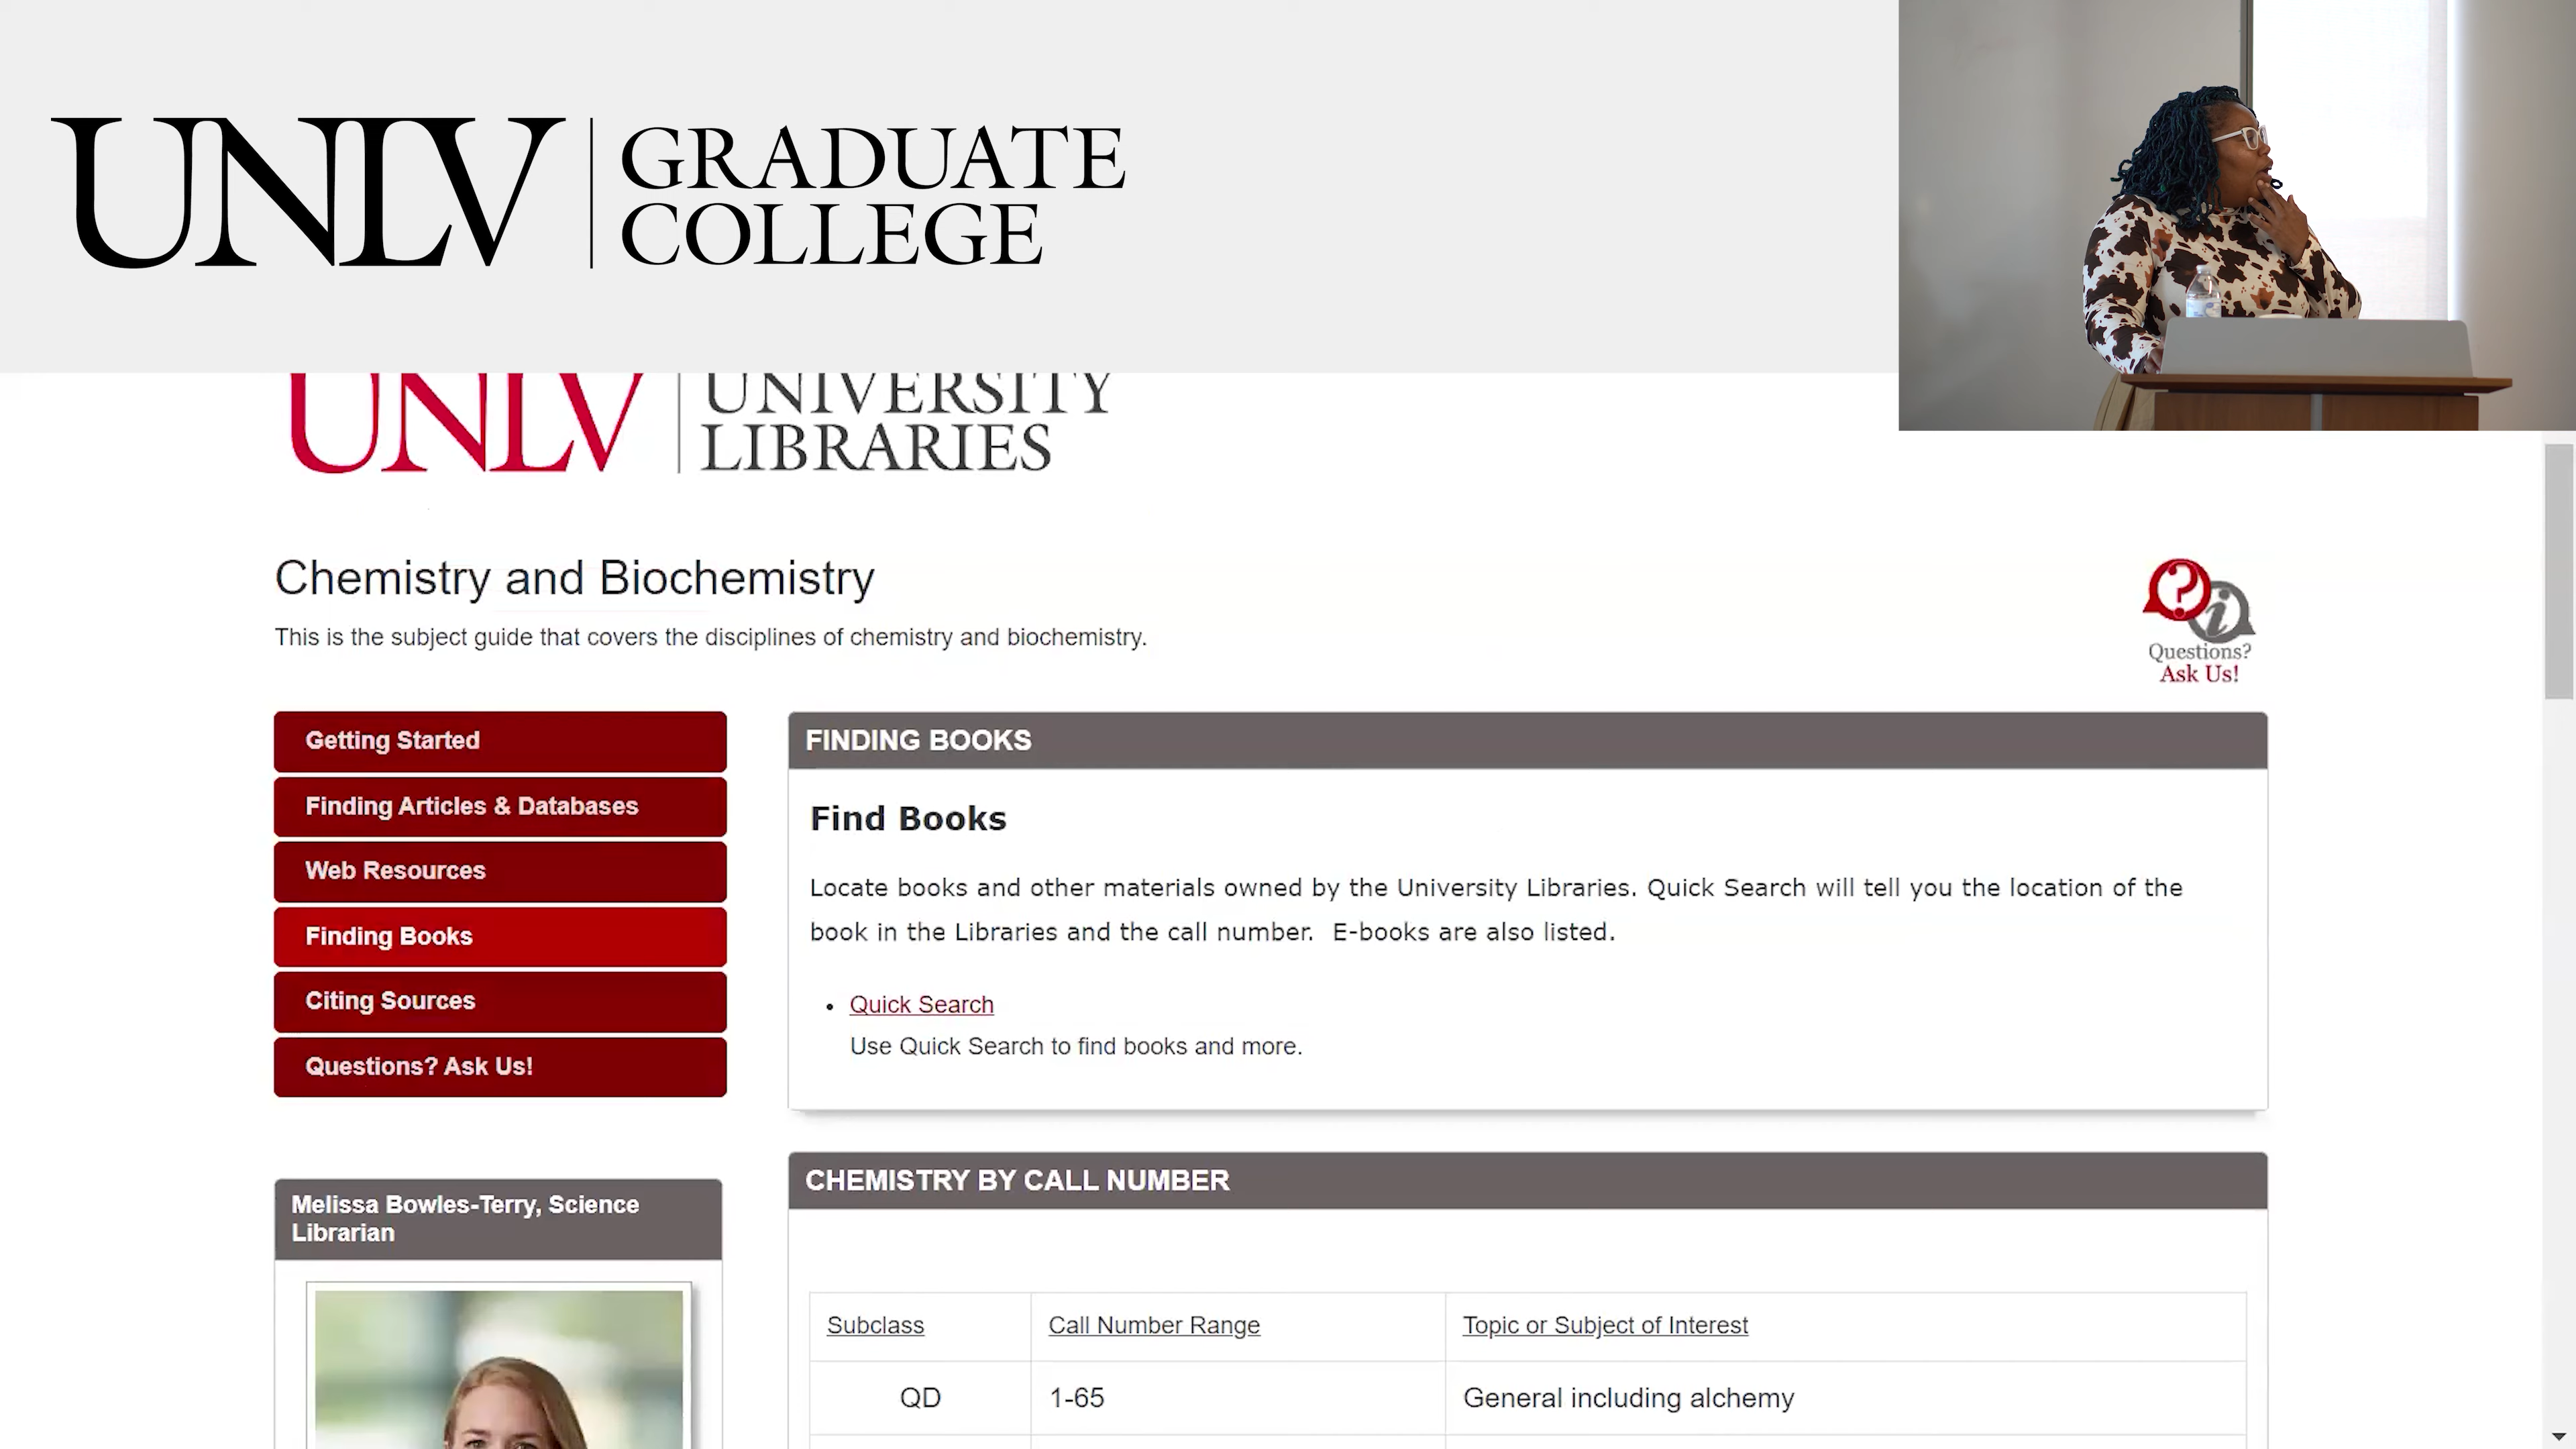 UNLV
GRADUATE
COLLEGE
UNLV
UNIVERSITY
LIBRARIES
Chemistry and Biochemistry
This is the subject guide that covers the disciplines of chemistry and biochemistry.
Questions?
Ask Us!
Getting Started
Finding Articles & Databases
Web Resources
Finding Books
Citing Sources
Questions? Ask Us!
Melissa Bowles-Terry, Science
Librarian
FINDING BOOKS
Find Books
Locate books and other materials owned by the University Libraries. Quick Search will tell you the location of the
book in the Libraries and the call number. E-books are also listed.
• Quick Search
Use Quick Search to find books and more.
CHEMISTRY BY CALL NUMBER
Subclass Call Number Range Topic or Subject of Interest
QD 1-65 General including alchemy